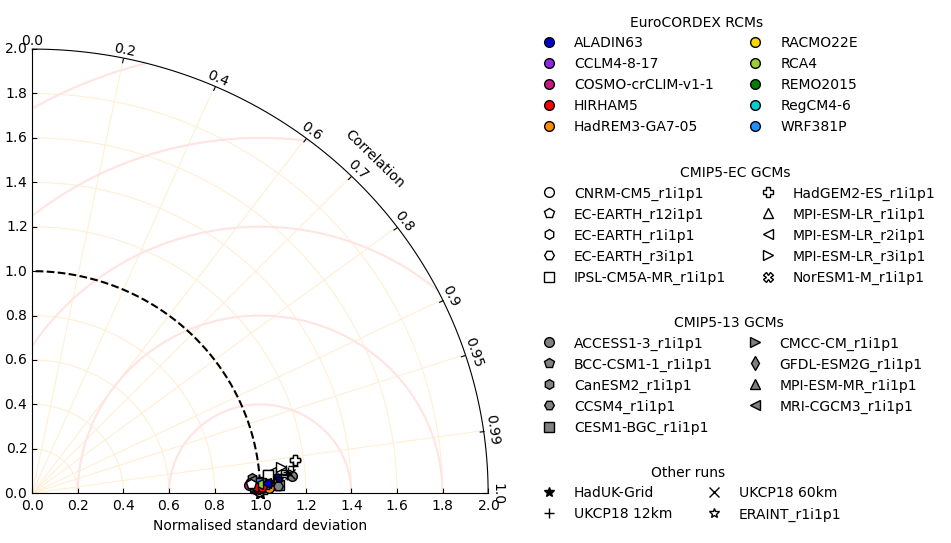 EuroCORDEX RCMs
ALADIN63
RACMO22E
CCLM4-8-17
RCA4
COSMO-crCLIM-v1-1
REMO2015
HIRHAM5
RegCM4-6
HadREM3-GA7-05
WRF381P
CMIP5-EC GCMs
CNRM-CM5_r1i1p1
HadGEM2-ES_r1i1p1
EC-EARTH_r12i1p1
MPI-ESM-LR_r1i1p1
EC-EARTH_r1i1p1
MPI-ESM-LR_r2i1p1
EC-EARTH_r3i1p1
MPI-ESM-LR_r3i1p1
IPSL-CM5A-MR_r1i1p1
NorESM1-M_r1i1p1
CMIP5-13 GCMs
ACCESS1-3_r1i1p1
CMCC-CM_r1i1p1
BCC-CSM1-1_r1i1p1
GFDL-ESM2G_r1i1p1
CanESM2_r1i1p1
MPI-ESM-MR_r1i1p1
CCSM4_r1i1p1
MRI-CGCM3_r1i1p1
CESM1-BGC_r1i1p1
Other runs
HadUK-Grid
UKCP18 60km
UKCP18 12km
ERAINT_r1i1p1
0.0
0.2
0.4
0.6
0.7
0.8
0.9
0.95
0.99
1.0
Correlation
2.0
1.8
1.6
1.4
1.2
1.0
0.8
0.6
0.4
0.2
0.0
0.0 0.2 0.4 0.6 0.8 1.0 1.2 1.4 1.6 1.8 2.0
Normalised standard deviation